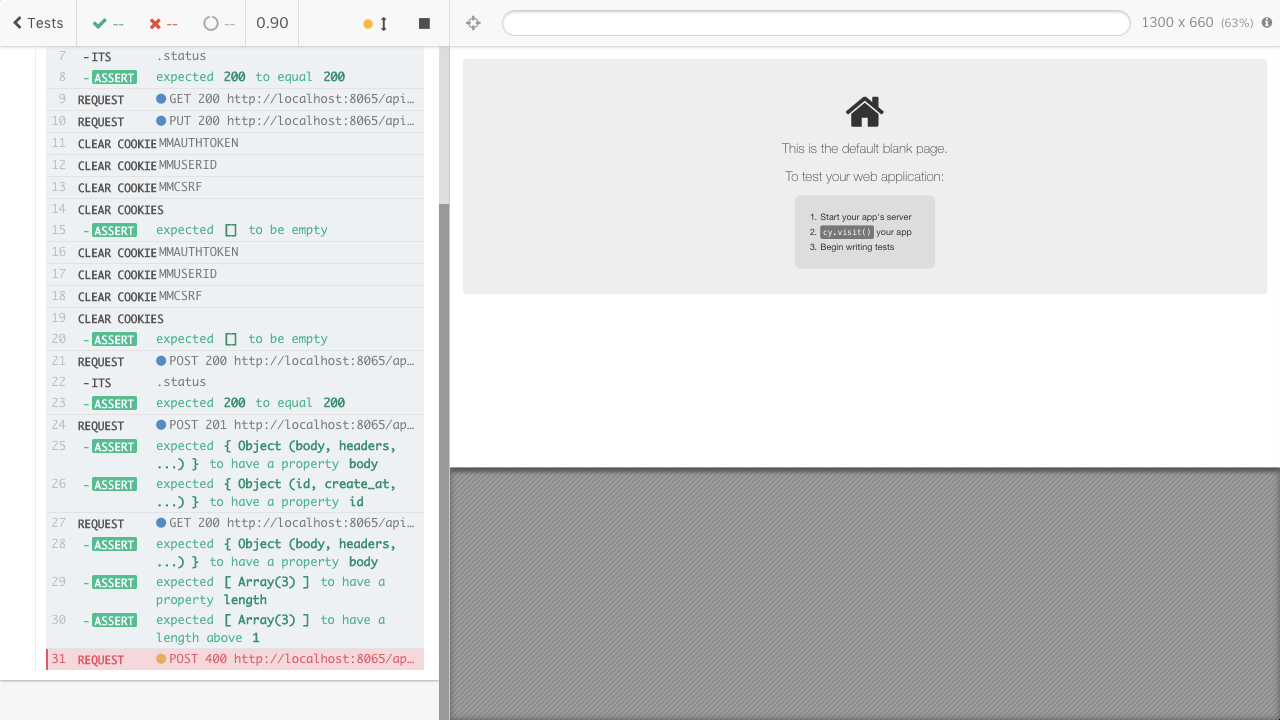 Tests
--
--
--
0.90
1300 x 660 (63%)
7 -ITS .status
8 -ASSERT expected 200 to equal 200
9 REQUEST GET 200 http://localhost:8065/api…
10 REQUEST PUT 200 http://localhost:8065/api…
11 CLEAR COOKIE MMAUTHTOKEN
12 CLEAR COOKIE MMUSERID
13 CLEAR COOKIE MMCSRF
14 CLEAR COOKIES
15 -ASSERT expected [] to be empty
16 CLEAR COOKIE MMAUTHTOKEN
17 CLEAR COOKIE MMUSERID
18 CLEAR COOKIE MMCSRF
19 CLEAR COOKIES
20 -ASSERT expected [] to be empty
21 REQUEST POST 200 http://localhost:8065/ap…
22 -ITS .status
23 -ASSERT expected 200 to equal 200
24 REQUEST POST 201 http://localhost:8065/ap…
25 -ASSERT expected { Object (body, headers,
...) } to have a property body
26 -ASSERT expected { Object (id, create_at,
...) } to have a property id
27 REQUEST GET 200 http://localhost:8065/api…
28 -ASSERT expected { Object (body, headers,
...) } to have a property body
29 -ASSERT expected [ Array(3) ] to have a
property length
30 -ASSERT expected [ Array(3) ] to have a
length above 1
31 REQUEST POST 400 http://localhost:8065/ap…
This is the default blank page.
To test your web application:
1. Start your app's server
2. cy.visit() your app
3. Begin writing tests